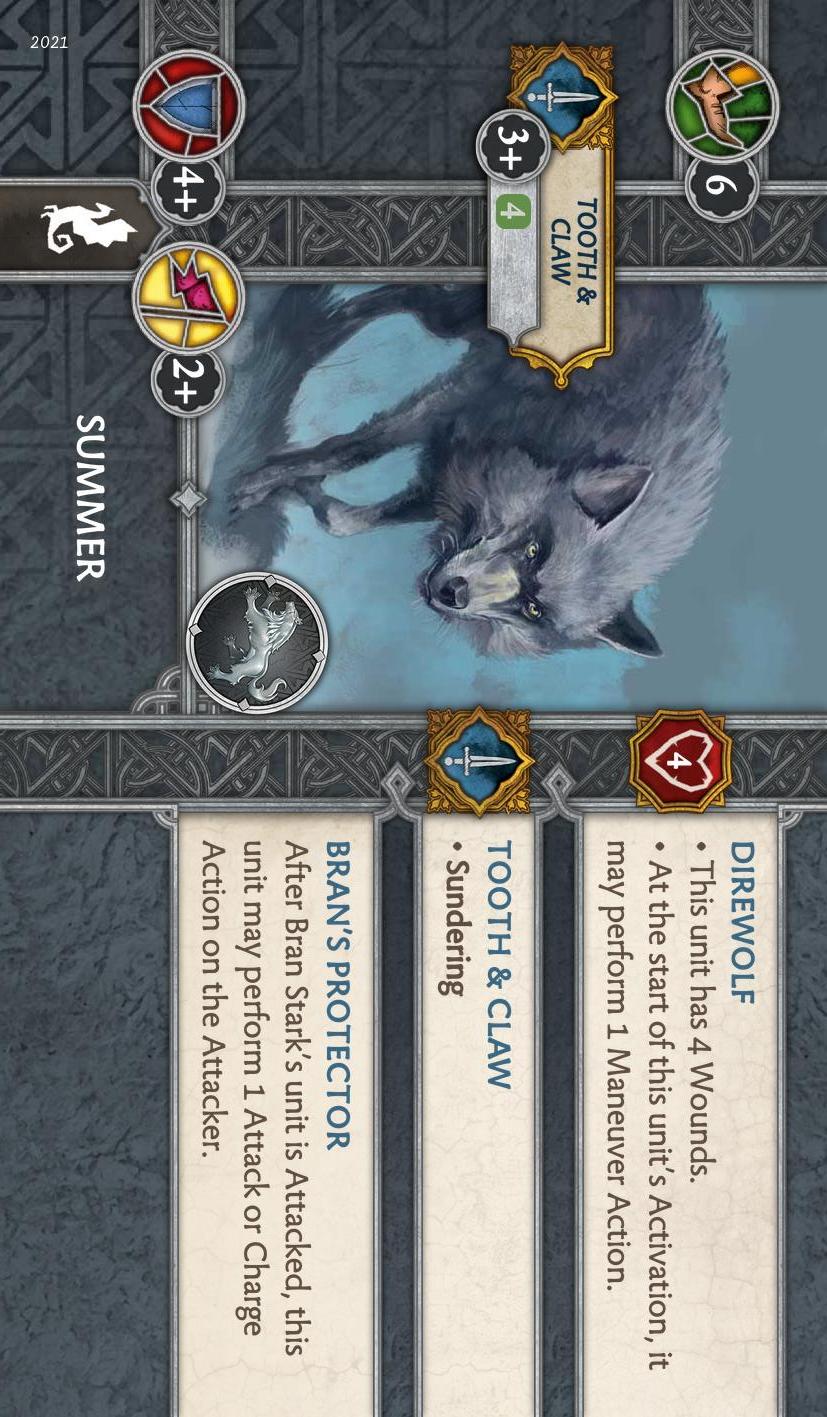 6
TOOTH &
CLAW
3+
4
4+
2+
SUMMER
2021
4
DIREWOLF
• This unit has 4 Wounds.
• At the start of this unit's Activation, it
may perform 1 Maneuver Action.
TOOTH & CLAW
• Sundering
BRAN'S PROTECTOR
After Bran Stark's unit is Attacked, this
unit may perform 1 Attack or Charge
Action on the Attacker.